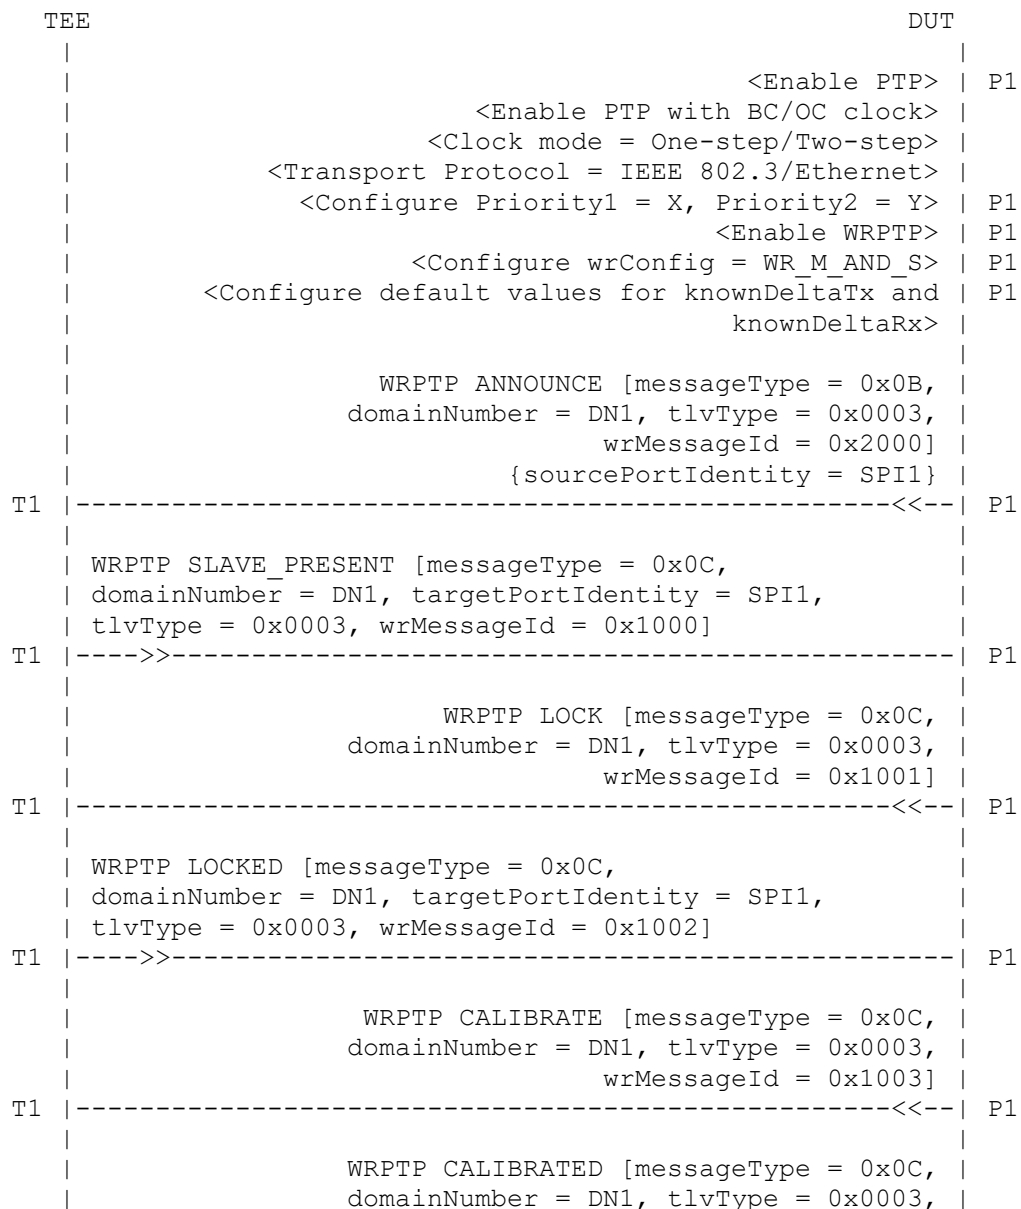 TEE DUT
| |
| <Enable PTP> | P1
| <Enable PTP with BC/OC clock> |
| <Clock mode = One-step/Two-step> |
| <Transport Protocol = IEEE 802.3/Ethernet> |
| <Configure Priority1 = X, Priority2 = Y> | P1
| <Enable WRPTP> | P1
| <Configure wrConfig = WR_M_AND_S> | P1
| <Configure default values for knownDeltaTx and | P1
| knownDeltaRx> |
| |
| WRPTP ANNOUNCE [messageType = 0x0B, |
| domainNumber = DN1, tlvType = 0x0003, |
| wrMessageId = 0x2000] |
| {sourcePortIdentity = SPI1} |
T1 |---------------------------------------------------<<--| P1
| |
| WRPTP SLAVE_PRESENT [messageType = 0x0C, |
| domainNumber = DN1, targetPortIdentity = SPI1, |
| tlvType = 0x0003, wrMessageId = 0x1000] |
T1 |---->>-------------------------------------------------| P1
| |
| WRPTP LOCK [messageType = 0x0C, |
| domainNumber = DN1, tlvType = 0x0003, |
| wrMessageId = 0x1001] |
T1 |---------------------------------------------------<<--| P1
| |
| WRPTP LOCKED [messageType = 0x0C, |
| domainNumber = DN1, targetPortIdentity = SPI1, |
| tlvType = 0x0003, wrMessageId = 0x1002] |
T1 |---->>-------------------------------------------------| P1
| |
| WRPTP CALIBRATE [messageType = 0x0C, |
| domainNumber = DN1, tlvType = 0x0003, |
| wrMessageId = 0x1003] |
T1 |---------------------------------------------------<<--| P1
| |
| WRPTP CALIBRATED [messageType = 0x0C, |
| domainNumber = DN1, tlvType = 0x0003, |